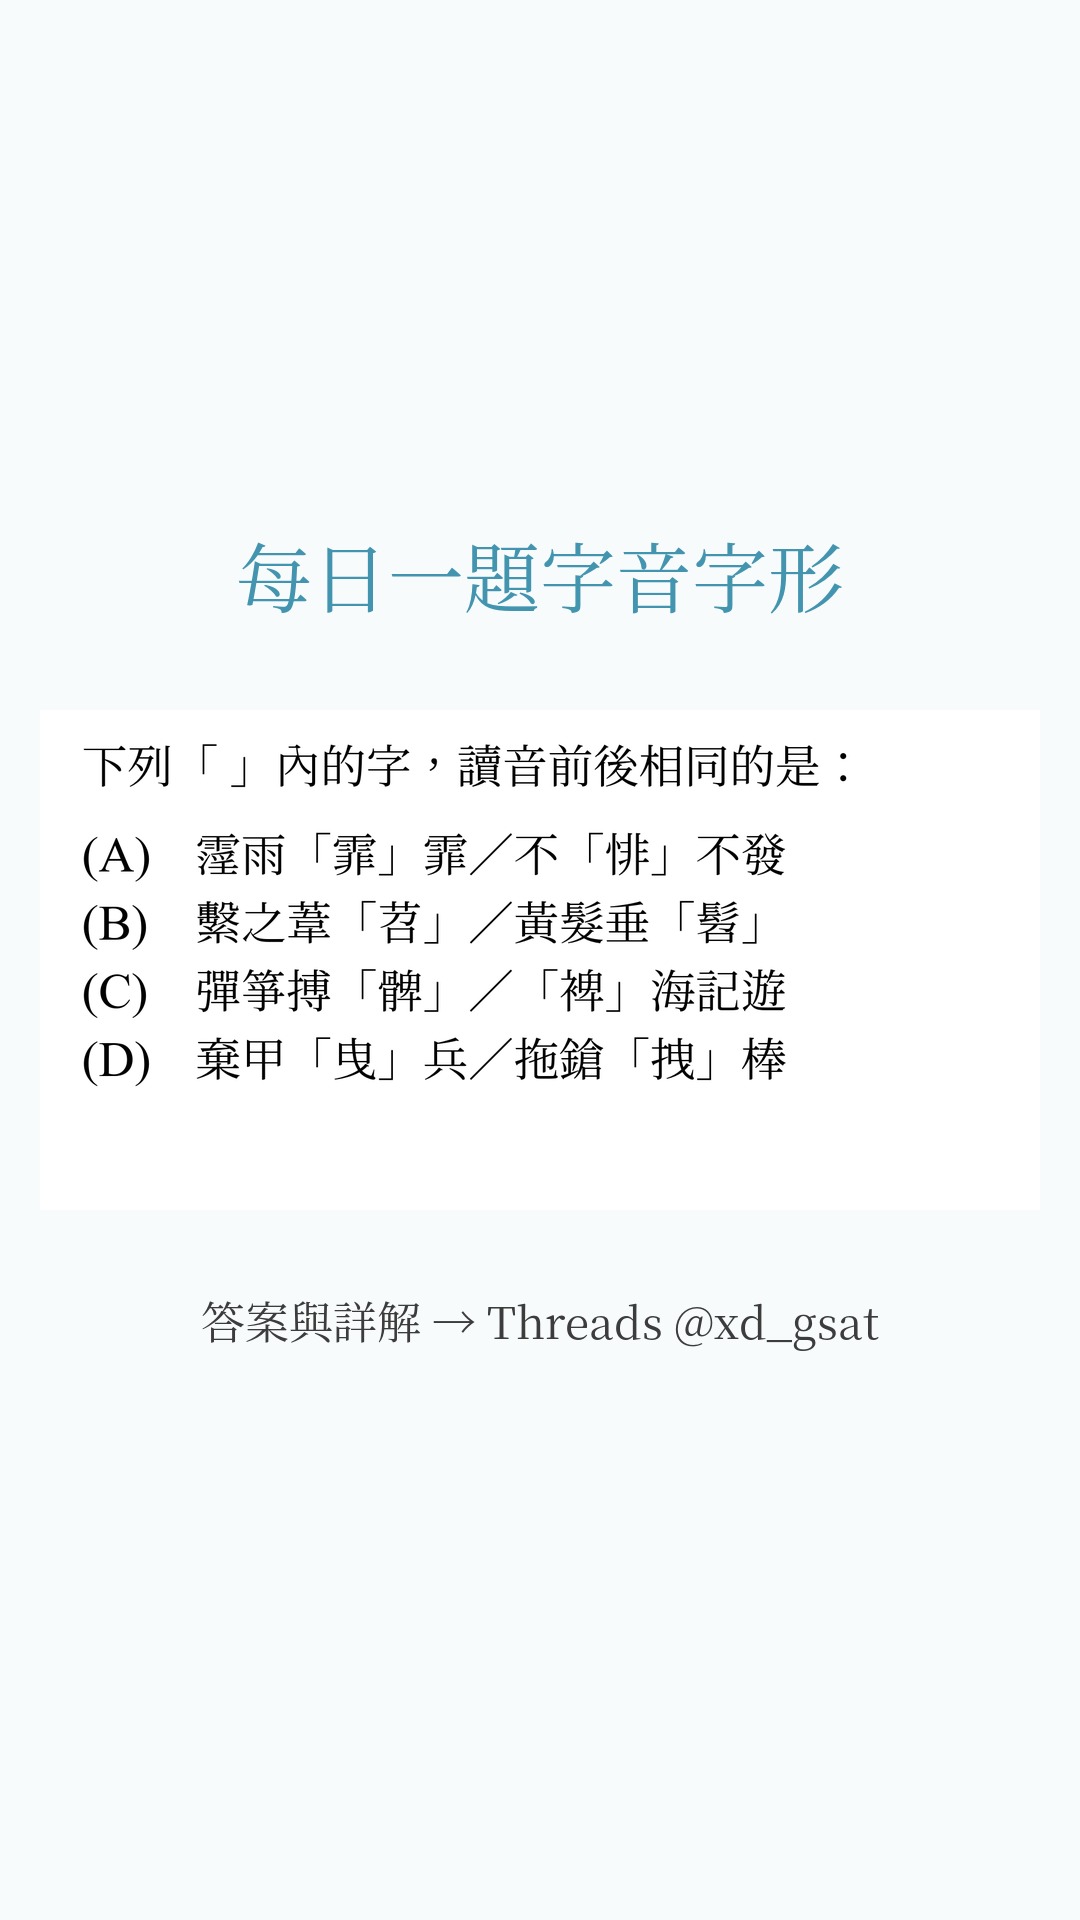 每日一題字音字形
下列「 」內的字，讀音前後相同的是：
(A) 霪雨「霏」霏／不「悱」不發
(B) 繫之葦「苕」／黃髮垂「髫」
(C) 彈箏搏「髀」／「裨」海記遊
(D) 棄甲「曳」兵／拖鎗「拽」棒
答案與詳解 → Threads @xd_gsat